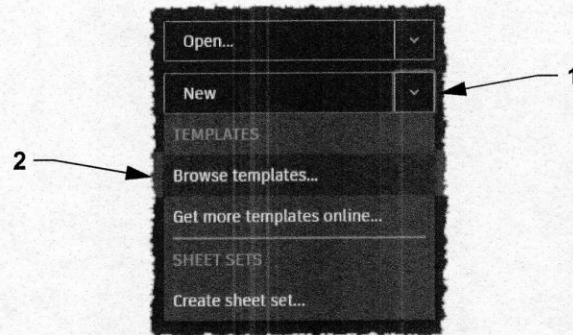 Open...
New
1
TEMPLATES
2
Browse templates...
Get more templates online...
SHEET SETS
Create sheet set...